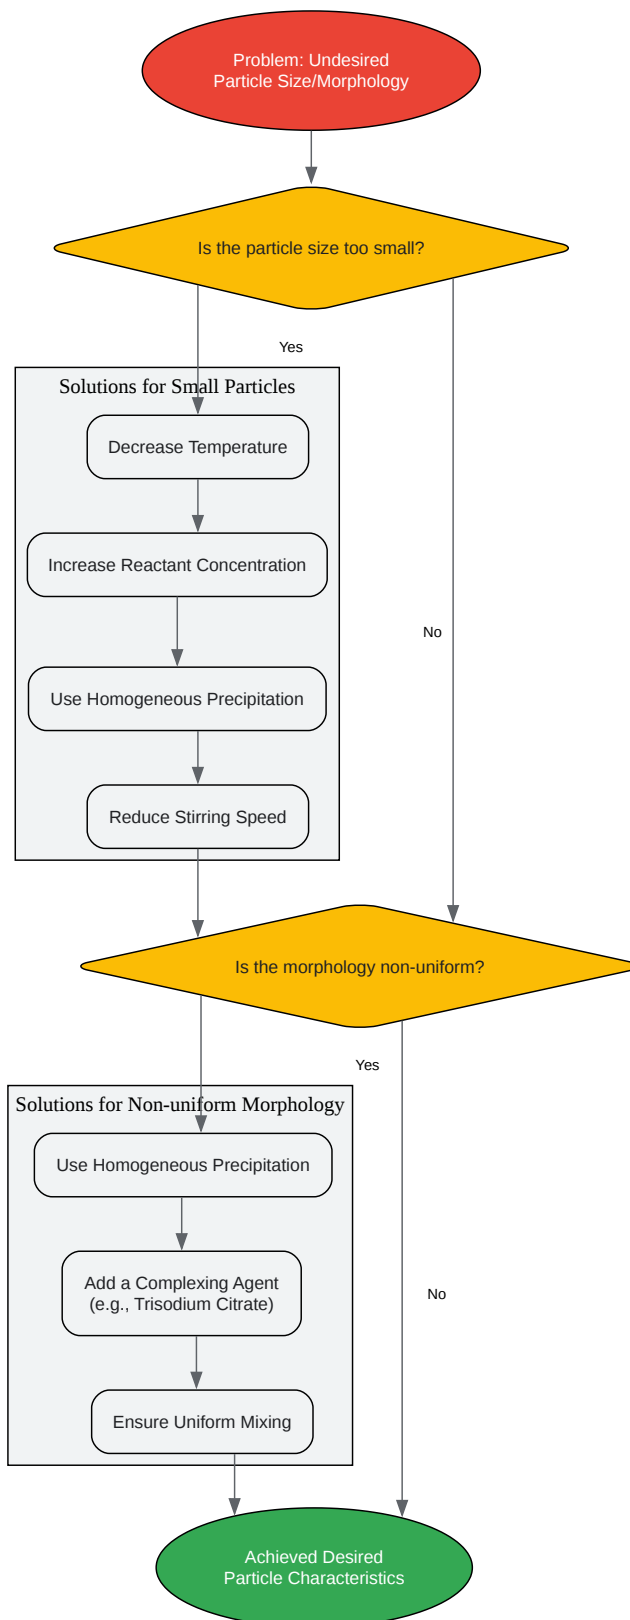 Problem: Undesired
Particle Size/Morphology
Is the particle size too small?
Yes
Solutions for Small Particles
Decrease Temperature
Increase Reactant Concentration
No
Use Homogeneous Precipitation
Reduce Stirring Speed
Is the morphology non-uniform?
Yes
Solutions for Non-uniform Morphology
Use Homogeneous Precipitation
Add a Complexing Agent
(e.g., Trisodium Citrate)
No
Ensure Uniform Mixing
Achieved Desired
Particle Characteristics